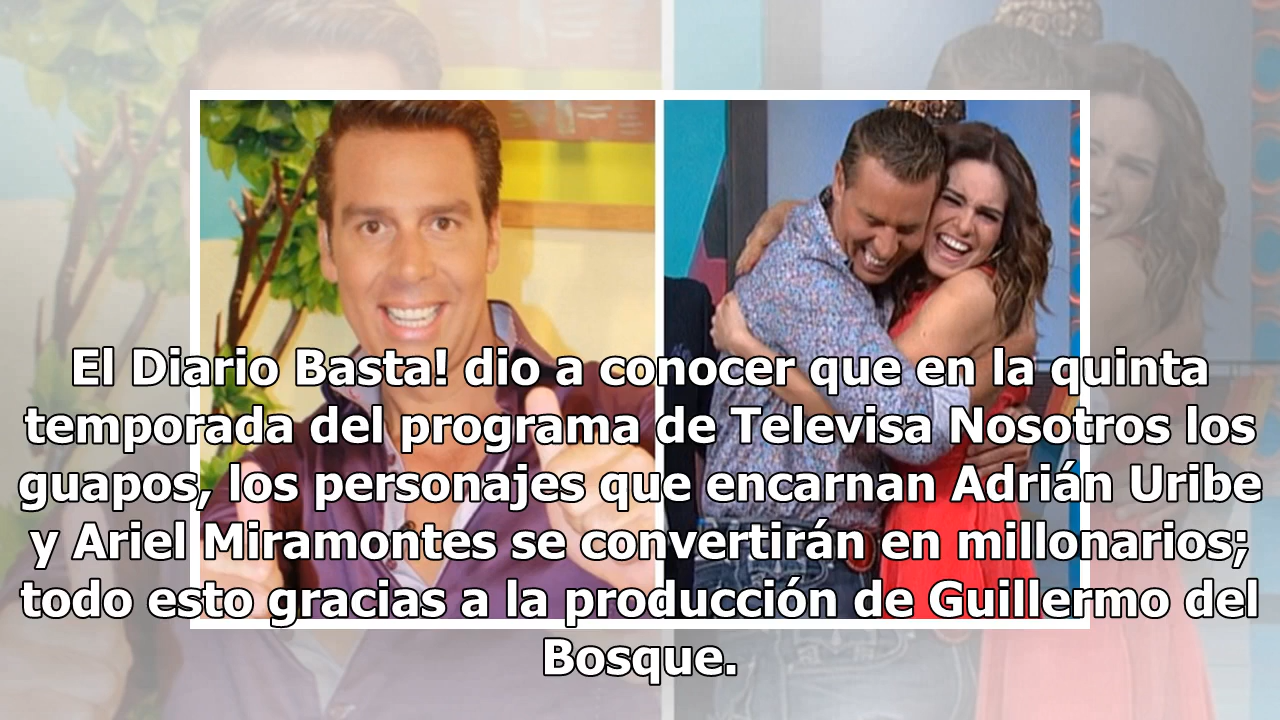 El Diario Basta! dio a conocer que en la quinta
temporada del programa de Televisa Nosotros los
guapos, los personajes que encarnan Adrián Uribe
y Ariel Miramontes se convertirán en millonarios;
todo esto gracias a la producción de Guillermo del
Bosque.